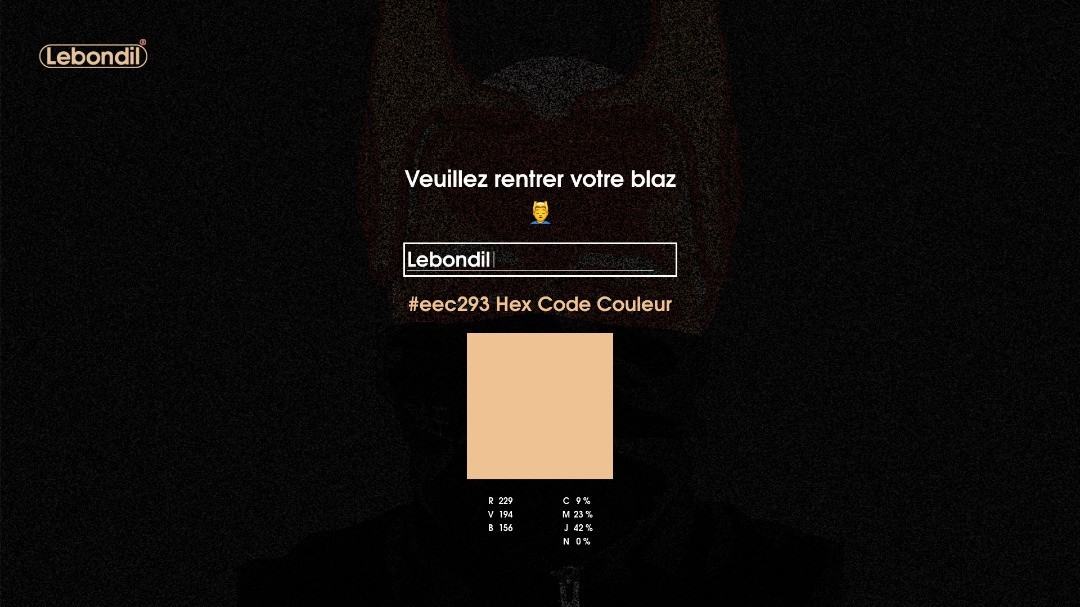 Lebondil®
Veuillez rentrer votre blaz
Lebondil
#eec293 Hex Code Couleur
R 229
V 194
B 156
C 9 %
M 23 %
J 42 %
N 0 %